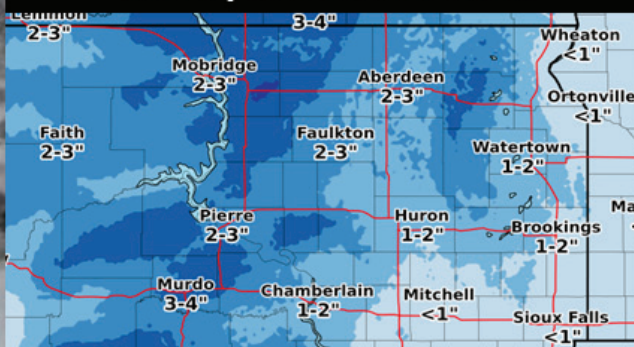 Lemmon
2-3"
3-4"
Wheaton
<1"
Mobridge
2-3"
Aberdeen
2-3"
Ortonville
<1"
Faith
2-3"
Faulkton
2-3"
Watertown
1-2"
Pierre
2-3"
Huron
1-2"
Brookings
1-2"
Ma
Murdo
3-4"
Chamberlain
1-2"
Mitchell
<1"
Sioux Falls
<1"